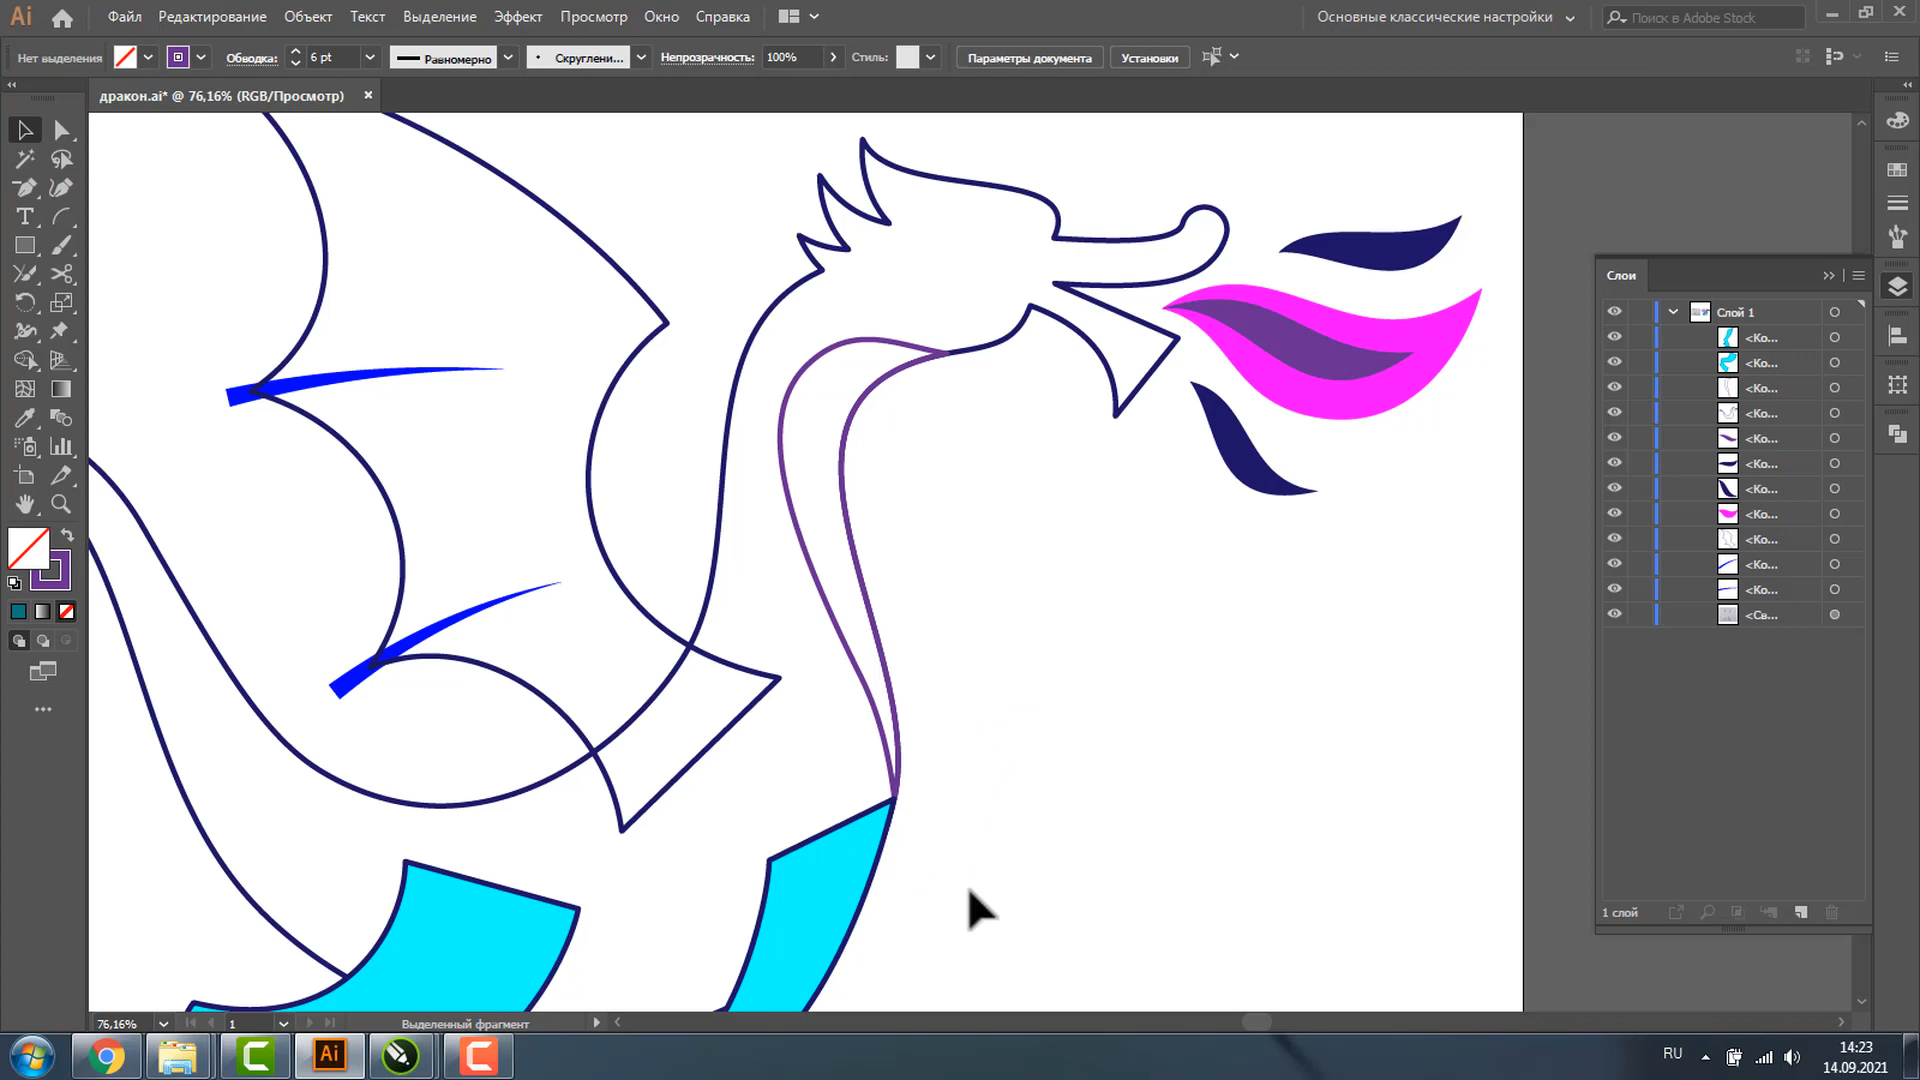 Ai Файл Редактирование Объект Текст Выделение Эффект Просмотр Окно Справка Основные классические настройки Поиск в Adobe Stock
Нет выделения Обводка: 6 pt Равномерно Скруглени... Непрозрачность: 100% Стиль: Параметры документа Установки
дракон.ai* @ 76,16% (RGB/Просмотр)
Слои
Слой 1
<Ко...
<Ко...
<Ко...
<Ко...
<Ко...
<Ко...
<Ко...
<Ко...
<Ко...
<Ко...
<Ко...
<Св...
1 слой
76,16% 1 Выделенный фрагмент
Ai RU 14:23
14.09.2021